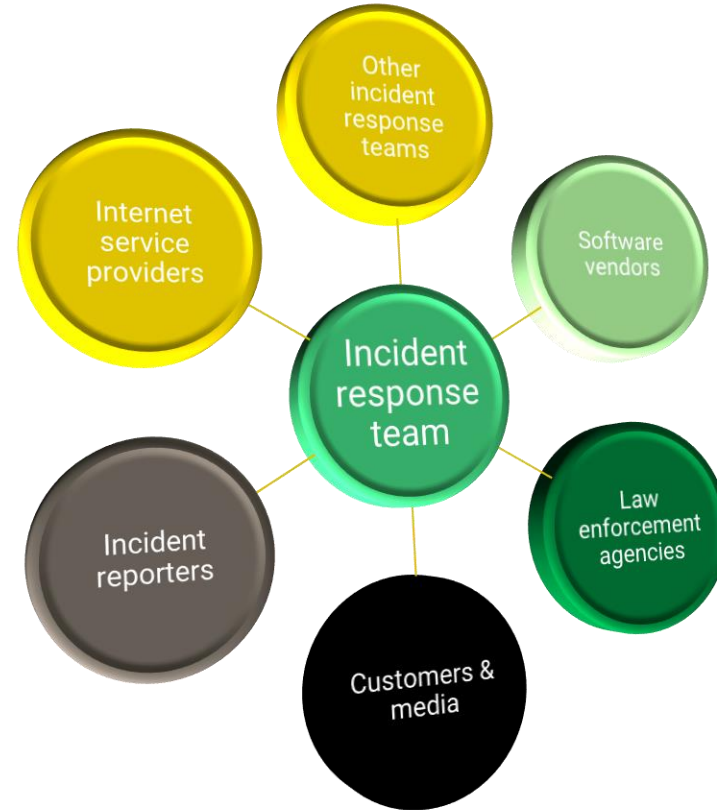 Other
incident
response
teams
Internet
service
providers
Software
vendors
Incident
response
team
Law
enforcement
agencies
Incident
reporters
Customers &
media